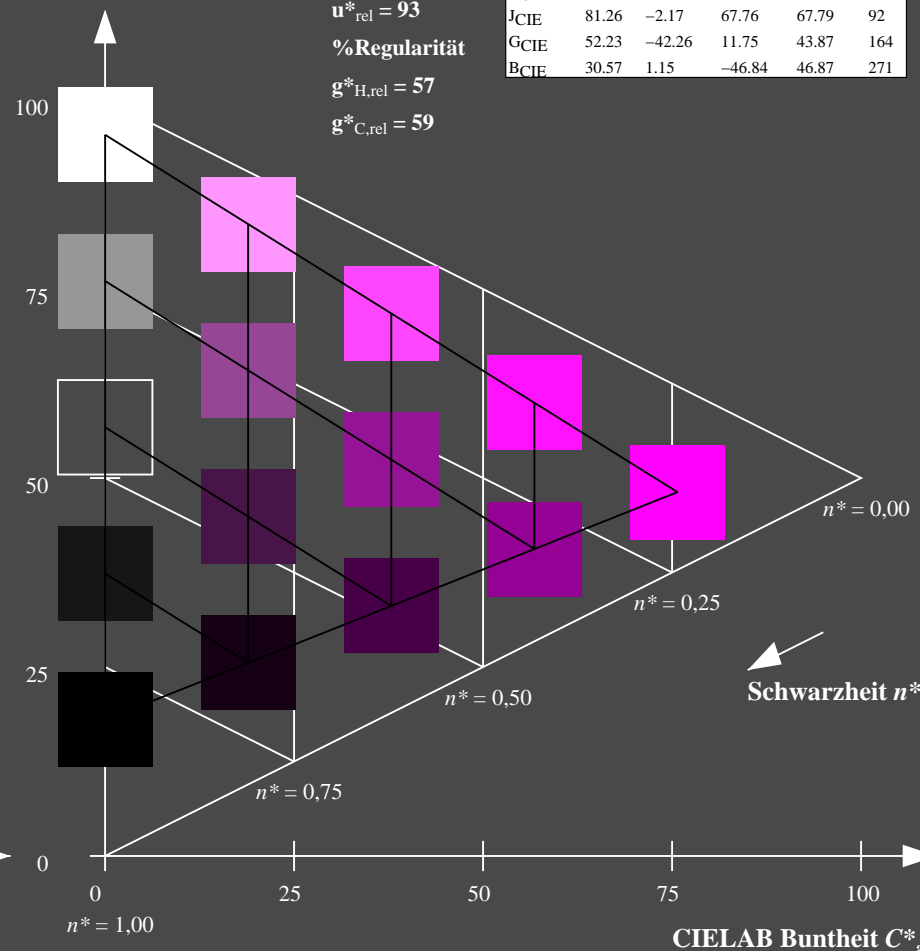 u*rel = 93
%Regularität
g*H,rel = 57
g*C,rel = 59
JCIE 81.26 −2.17 67.76 67.79 92
GCIE 52.23 −42.26 11.75 43.87 164
BCIE 30.57 1.15 −46.84 46.87 271
100
75
50
25
0
n* = 0,00
n* = 0,25
Schwarzheit n*
n* = 0,50
n* = 0,75
0 25 50 75 100
n* = 1,00
CIELAB Buntheit C*